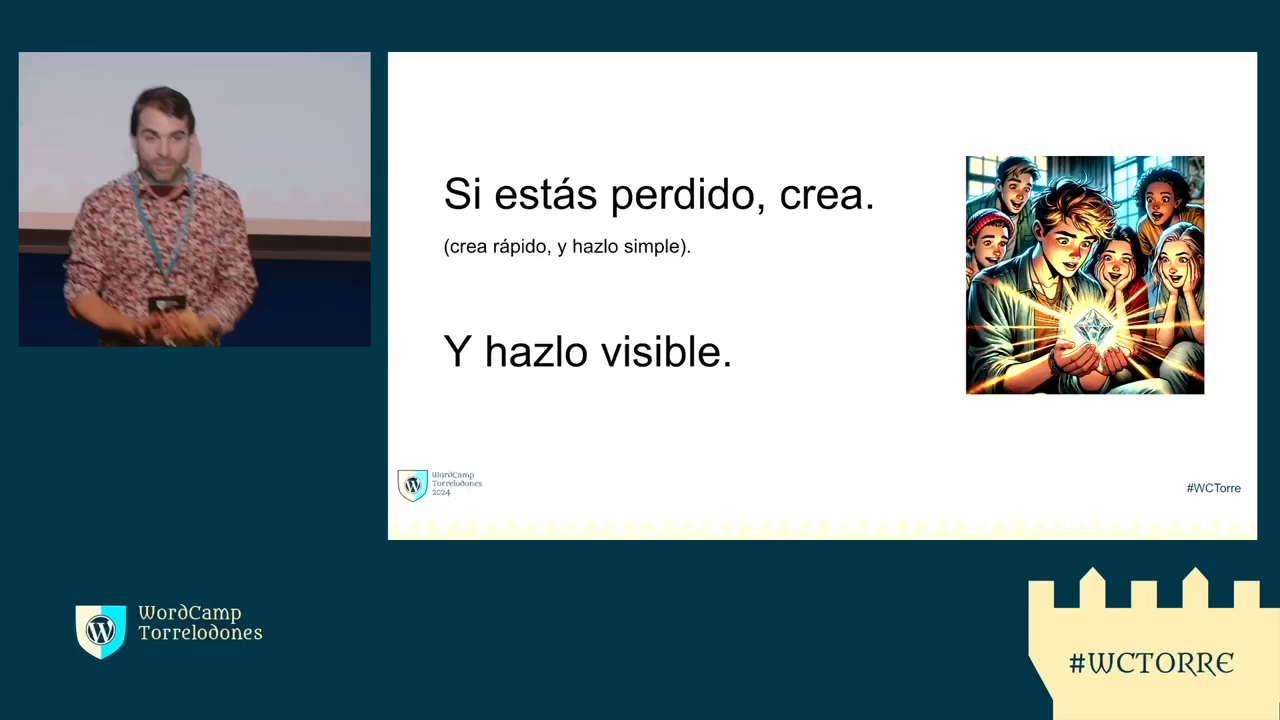 Si estás perdido, crea.
(crea rápido, y hazlo simple).
Y hazlo visible.
WordCamp
Torrelodones
2024
#WCTorre
WordCamp
Torrelodones
#WCTORRE